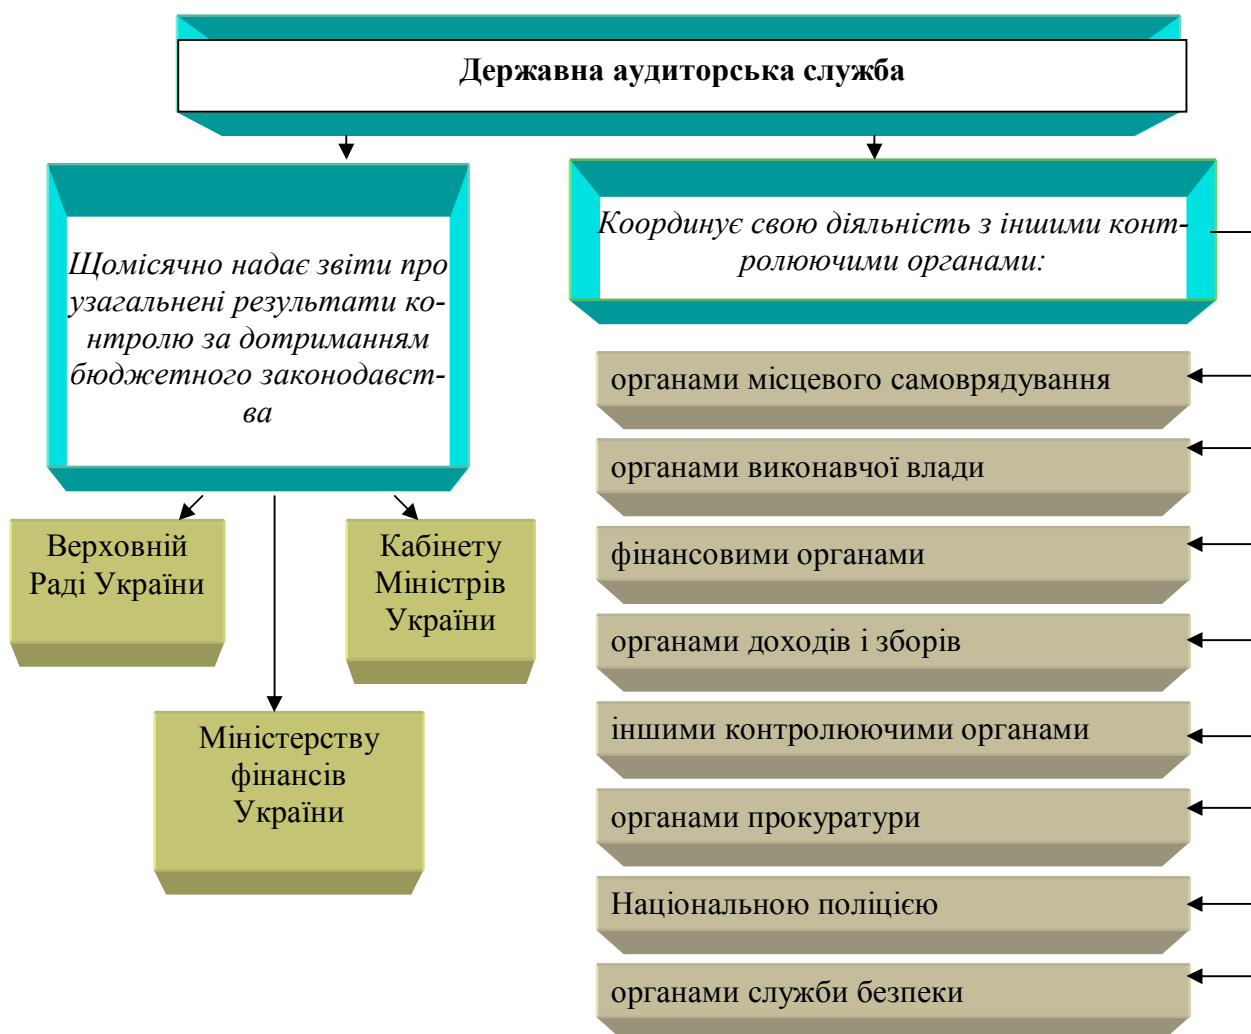 Державна аудиторська служба
Щомісячно надає звіти про
узагальнені результати ко-
нтролю за дотриманням
бюджетного законодавст-
ва
Верховній
Раді України
Кабінету
Міністрів
України
Міністерству
фінансів
України
Координує свою діяльність з іншими конт-
ролюючими органами:
органами місцевого самоврядування
органами виконавчої влади
фінансовими органами
органами доходів і зборів
іншими контролюючими органами
органами прокуратури
Національною поліцією
органами служби безпеки